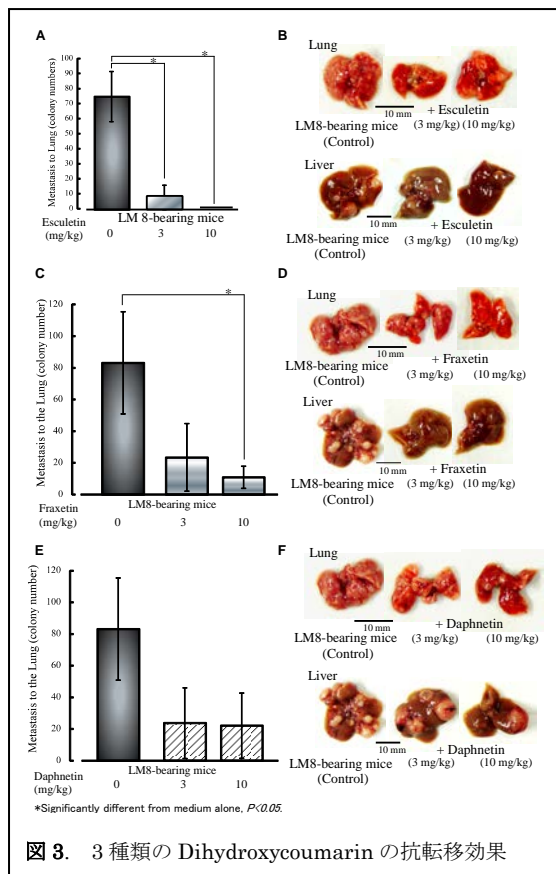 A
Metastasis to Lung (colony numbers)
100
90
80
70
60
50
40
30
20
10
0
*
*
Esculetin
(mg/kg)
LM 8-bearing mice
0 3 10
B
Lung
10 mm
+ Esculetin
LM8-bearing mice
(Control)
(3 mg/kg) (10 mg/kg)
Liver
10 mm
+ Esculetin
LM8-bearing mice
(Control)
(3 mg/kg) (10 mg/kg)
C
Metastasis to the Lung (colony number)
120
100
80
60
40
20
0
*
Fraxetin
(mg/kg)
LM8-bearing mice
0 3 10
D
Lung
10 mm
+ Fraxetin
LM8-bearing mice
(Control)
(3 mg/kg) (10 mg/kg)
Liver
10 mm
+ Fraxetin
LM8-bearing mice
(Control)
(3 mg/kg) (10 mg/kg)
E
Metastasis to the Lung (colony number)
120
100
80
60
40
20
0
Daphnetin
(mg/kg)
LM8-bearing mice
0 3 10
*Significantly different from medium alone, P<0.05.
F
Lung
10 mm
+ Daphnetin
LM8-bearing mice
(Control)
(3 mg/kg) (10 mg/kg)
Liver
10 mm
+ Daphnetin
LM8-bearing mice
(Control)
(3 mg/kg) (10 mg/kg)
図 3. 3 種類の Dihydroxycoumarin の抗転移効果